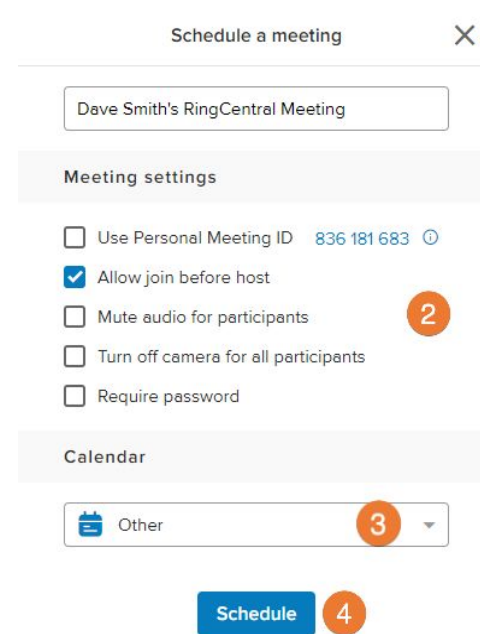 Schedule a meeting
Dave Smith's RingCentral Meeting
Meeting settings
Use Personal Meeting ID 836 181 683
Allow join before host
Mute audio for participants
2
Turn off camera for all participants
Require password
Calendar
Other 3
Schedule 4